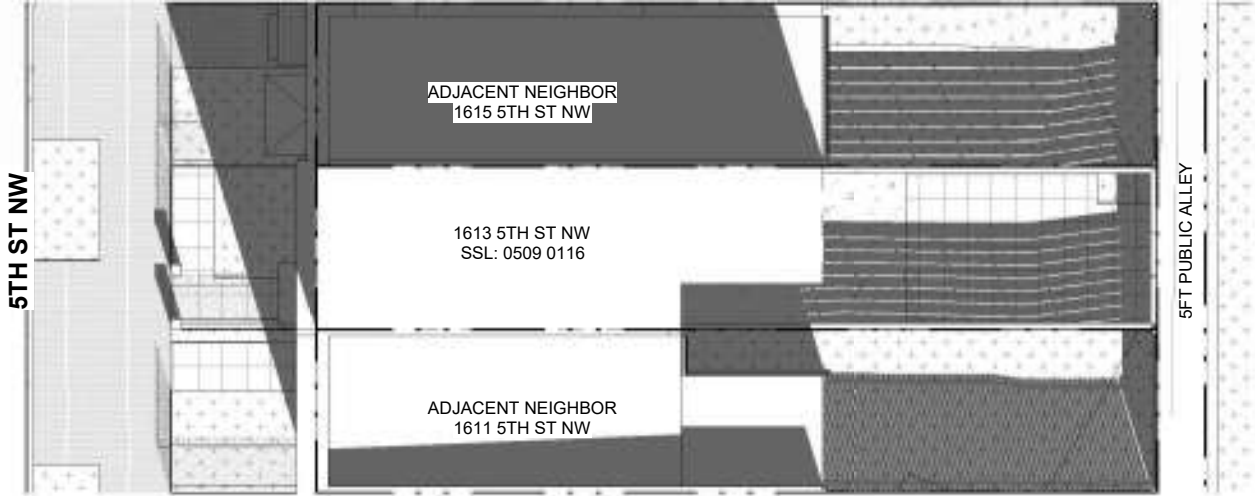 5TH ST NW
ADJACENT NEIGHBOR
1615 5TH ST NW
1613 5TH ST NW
SSL: 0509 0116
ADJACENT NEIGHBOR
1611 5TH ST NW
5FT PUBLIC ALLEY